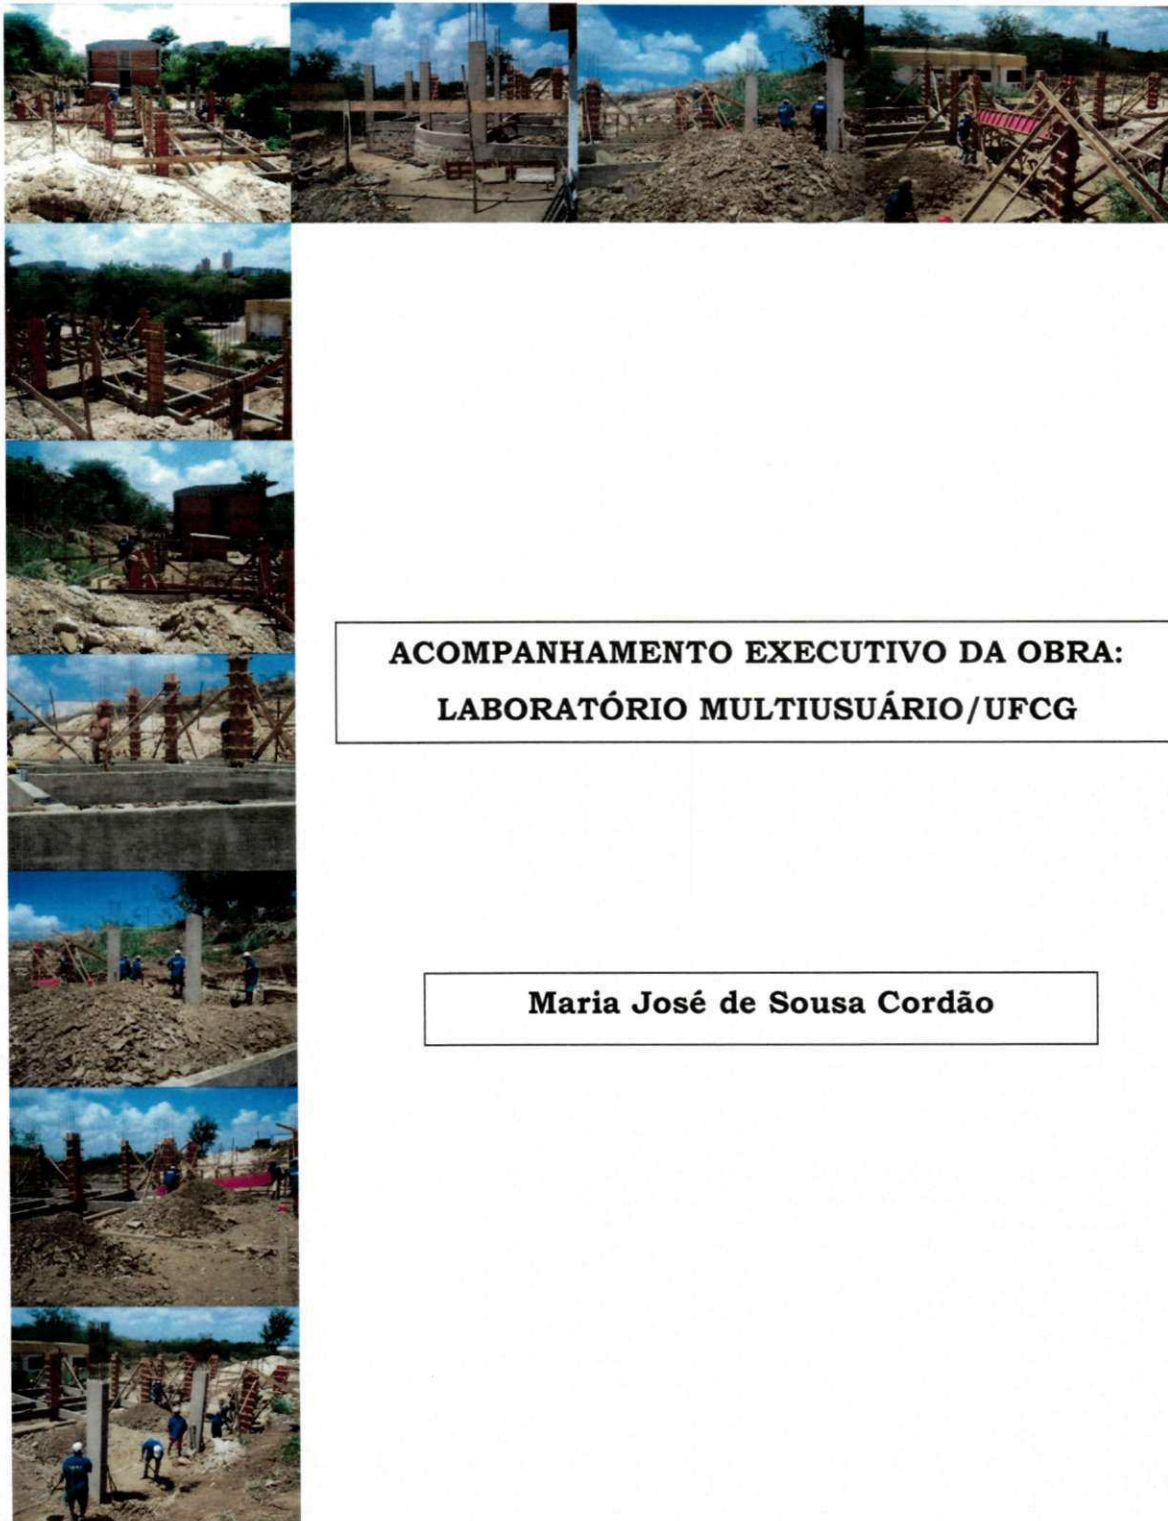 ACOMPANHAMENTO EXECUTIVO DA OBRA:
LABORATÓRIO MULTIUSUÁRIO/UFCG
Maria José de Sousa Cordão